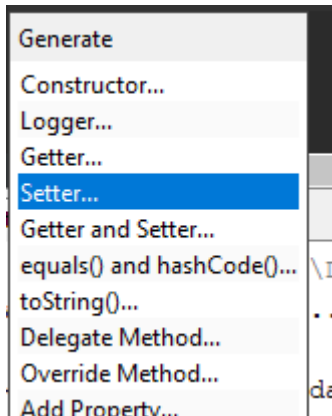 Generate
Constructor...
Logger...
Getter...
Setter...
Getter and Setter...
equals() and hashCode()...
toString()...
Delegate Method...
Override Method...
Add Property...